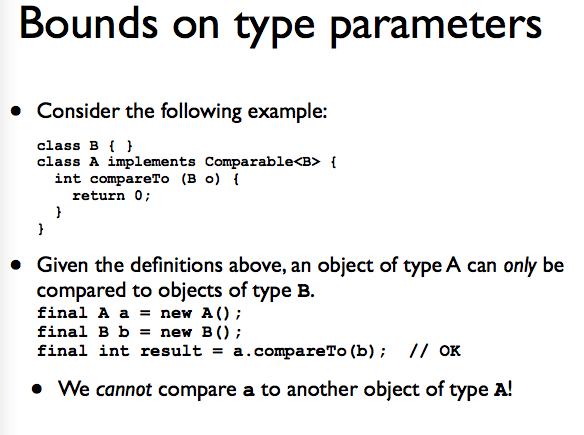 Bounds on type parameters
• Consider the following example:
class B { }
class A implements Comparable<B> {
int compareTo (B o) {
return 0;
}
}
• Given the definitions above, an object of type A can only be
compared to objects of type B.
final A a = new A();
final B b = new B();
final int result = a.compareTo(b); // OK
• We cannot compare a to another object of type A!